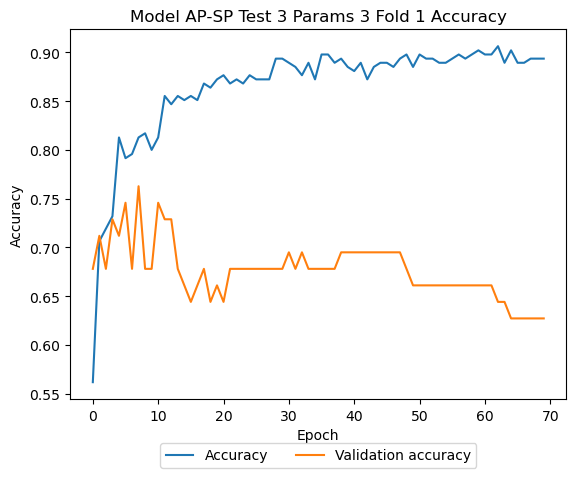 Model AP-SP Test 3 Params 3 Fold 1 Accuracy
0.90
0.85
0.80
0.75
0.70
0.65
0.60
0.55
Accuracy
0 10 20 30 40 50 60 70
Epoch
Accuracy Validation accuracy